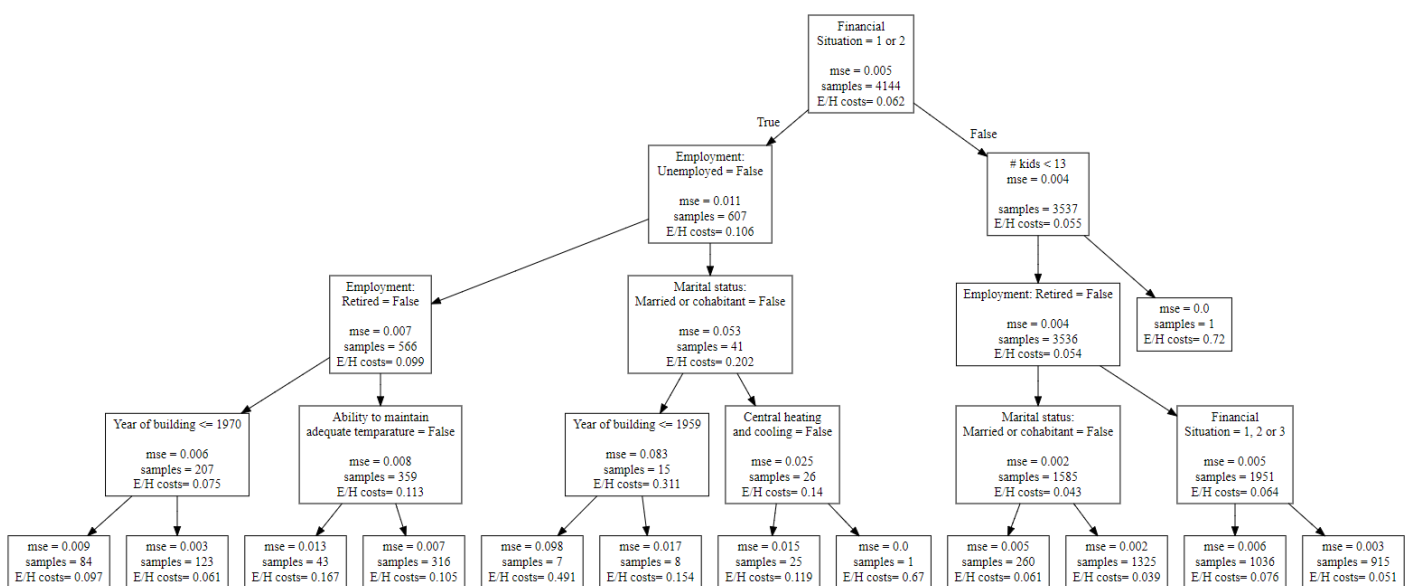 Financial
Situation = 1 or 2
mse = 0.005
samples = 4144
E/H costs= 0.062
True
False
Employment:
Unemployed = False
mse = 0.011
samples = 607
E/H costs= 0.106
# kids < 13
mse = 0.004
samples = 3537
E/H costs= 0.055
Employment:
Retired = False
mse = 0.007
samples = 566
E/H costs= 0.099
Marital status:
Married or cohabitant = False
mse = 0.053
samples = 41
E/H costs= 0.202
Employment: Retired = False
mse = 0.004
samples = 3536
E/H costs= 0.054
mse = 0.0
samples = 1
E/H costs= 0.72
Year of building <= 1970
mse = 0.006
samples = 207
E/H costs= 0.075
Ability to maintain
adequate temparature = False
mse = 0.008
samples = 359
E/H costs= 0.113
Year of building <= 1959
mse = 0.083
samples = 15
E/H costs= 0.311
Central heating
and cooling = False
mse = 0.025
samples = 26
E/H costs= 0.14
Marital status:
Married or cohabitant = False
mse = 0.002
samples = 1585
E/H costs= 0.043
Financial
Situation = 1, 2 or 3
mse = 0.005
samples = 1951
E/H costs= 0.064
mse = 0.009
samples = 84
E/H costs= 0.097
mse = 0.003
samples = 123
E/H costs= 0.061
mse = 0.013
samples = 43
E/H costs= 0.167
mse = 0.007
samples = 316
E/H costs= 0.105
mse = 0.098
samples = 7
E/H costs= 0.491
mse = 0.017
samples = 8
E/H costs= 0.154
mse = 0.015
samples = 25
E/H costs= 0.119
mse = 0.0
samples = 1
E/H costs= 0.67
mse = 0.005
samples = 260
E/H costs= 0.061
mse = 0.002
samples = 1325
E/H costs= 0.039
mse = 0.006
samples = 1036
E/H costs= 0.076
mse = 0.003
samples = 915
E/H costs= 0.051